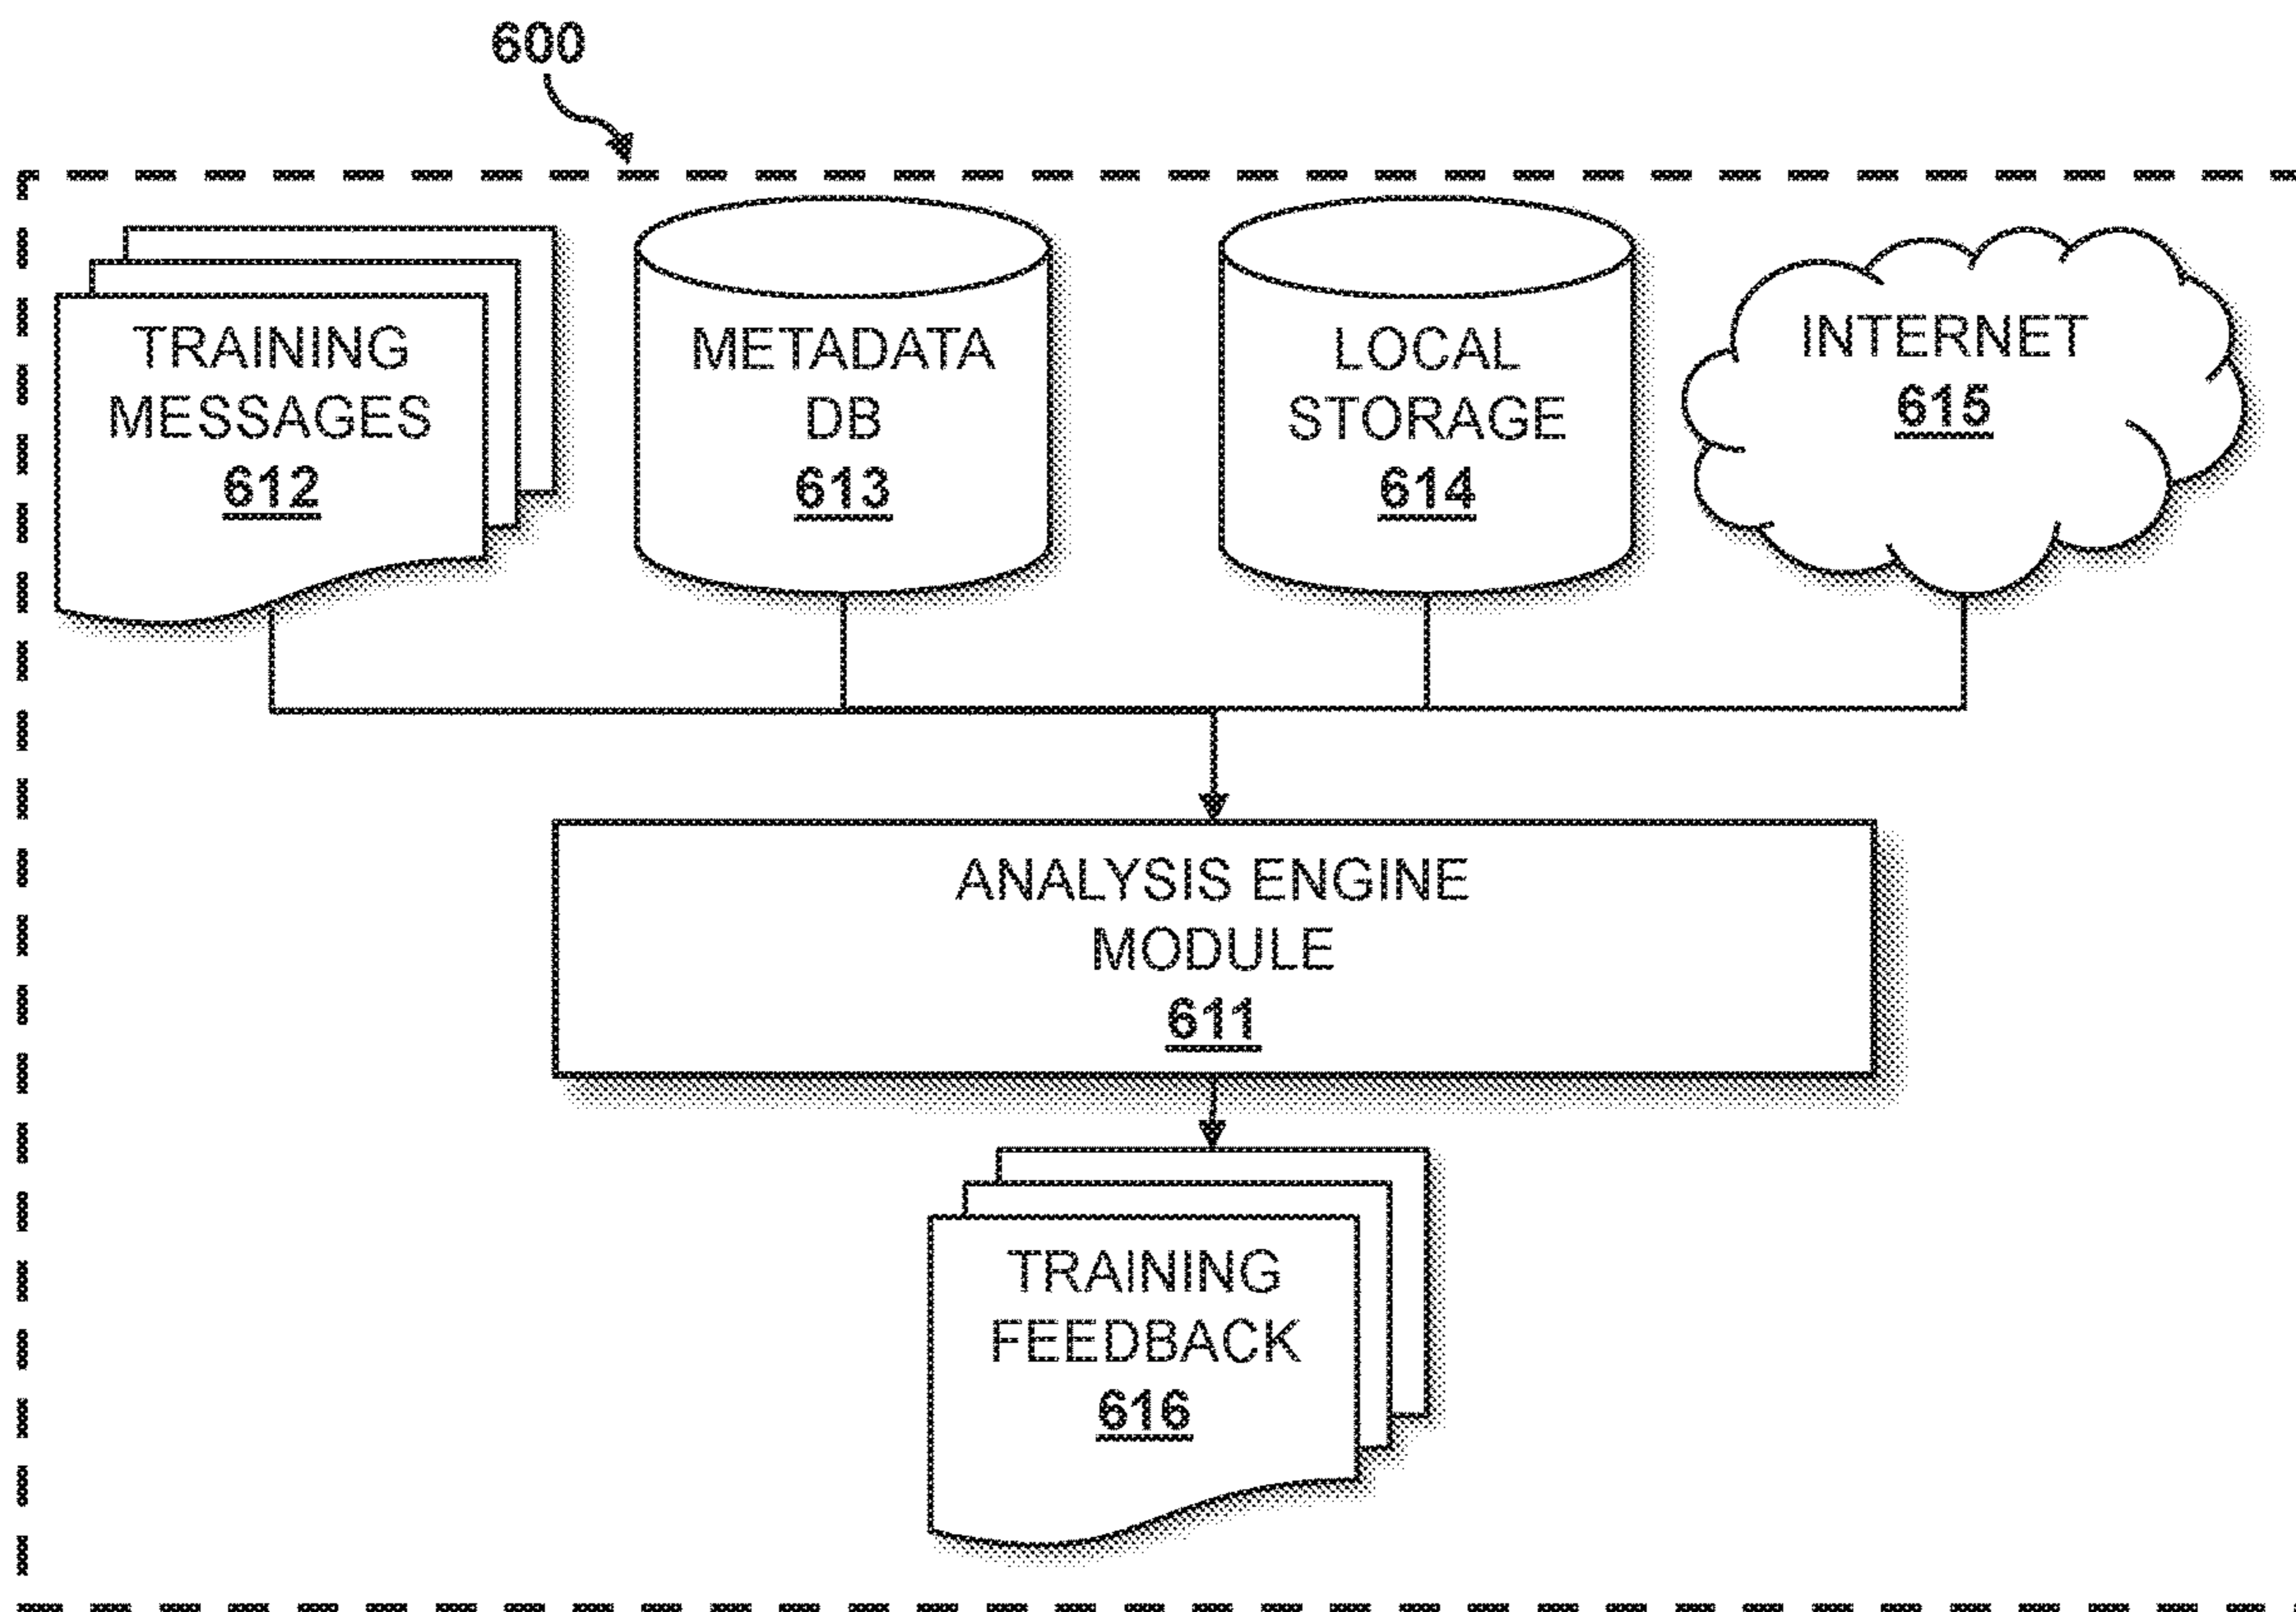 600
TRAINING
MESSAGES
612
METADATA
DB
613
LOCAL
STORAGE
614
INTERNET
615
ANALYSIS ENGINE
MODULE
611
TRAINING
FEEDBACK
616